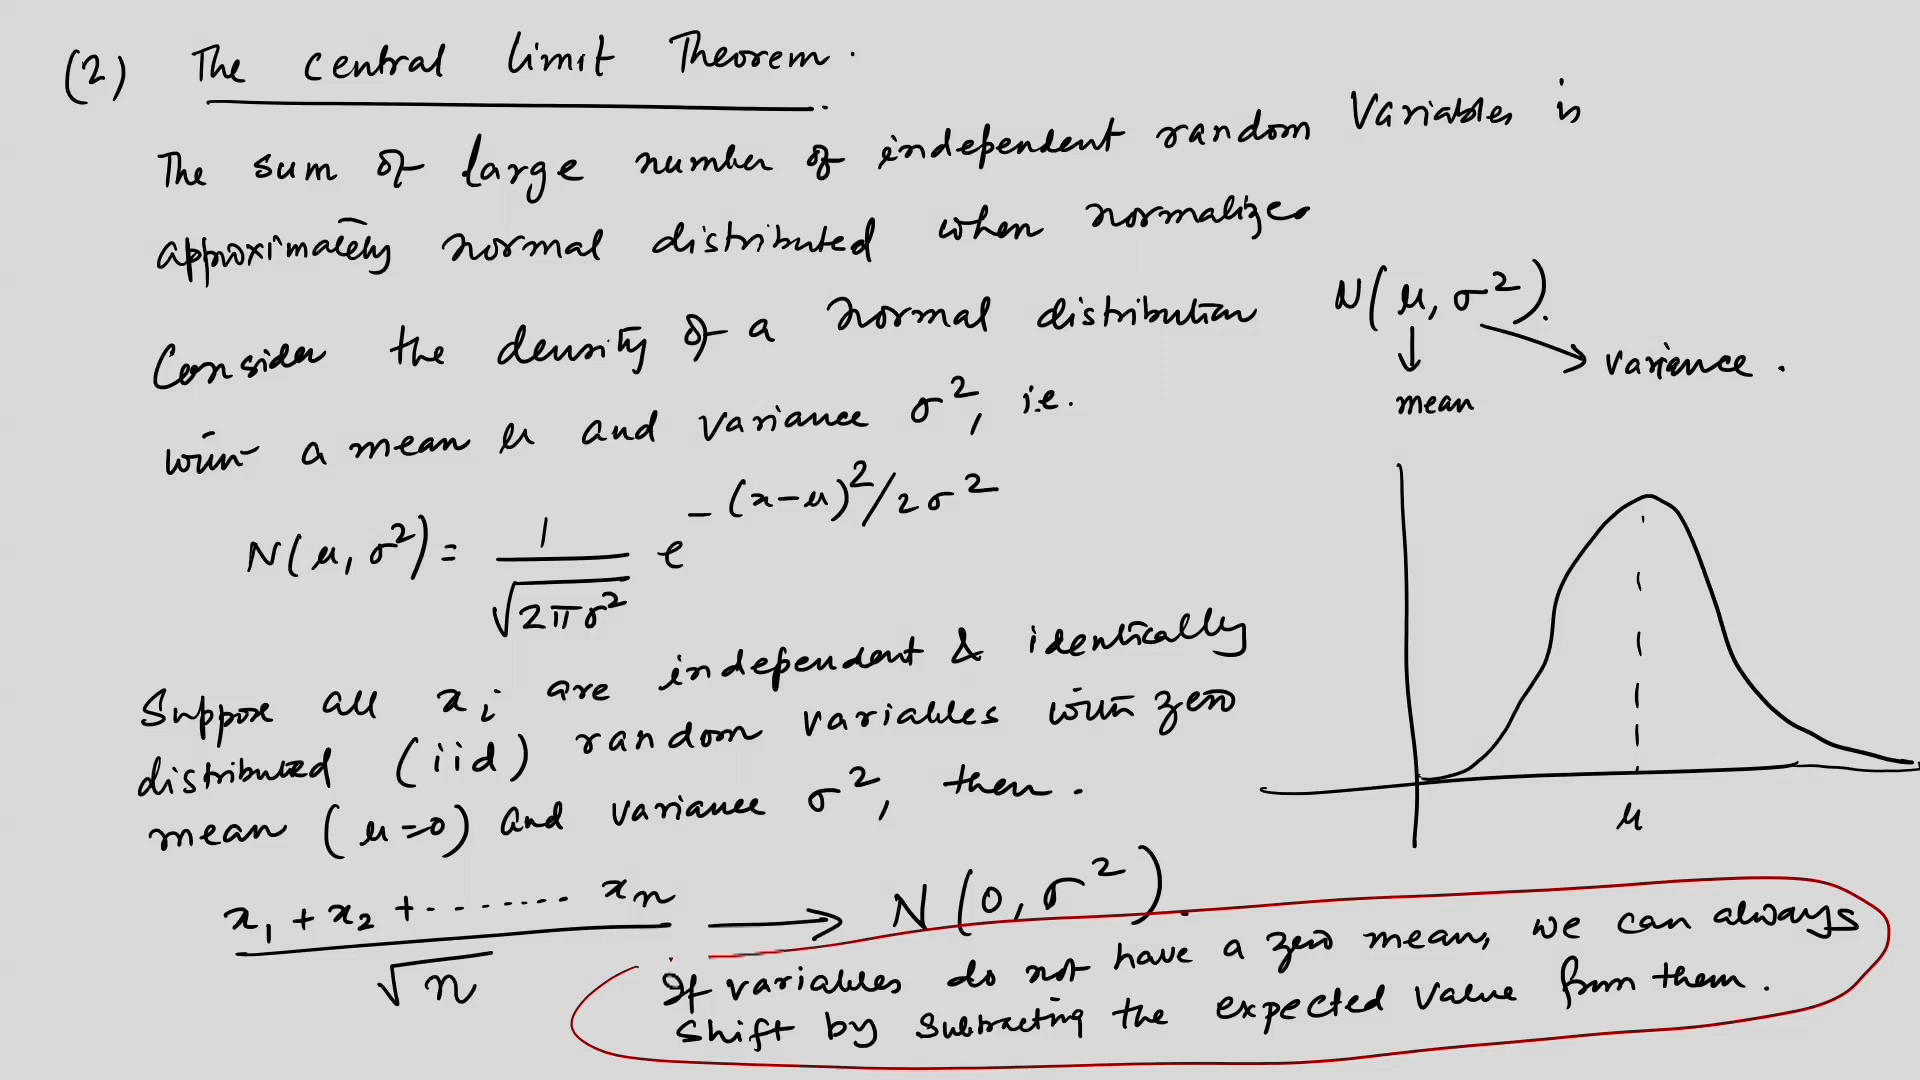 (2) The central limit Theorem.
The sum of large number of independent random Variables is
approximately normal distributed when normalized
Consider the density of a normal distribution N(μ, σ²).
mean
variance.
with a mean μ and variance σ², i.e.
N(μ, σ²) = 1/√2πσ² e^-(x-μ)²/2σ²
Suppose all xᵢ are independent & identically
distributed (iid) random variables with zero
mean (μ=0) and variance σ², then.
μ
x₁ + x₂ + ........ xₙ / √n → N(0, σ²).
If variables do not have a zero mean, we can always
shift by subtracting the expected value from them.